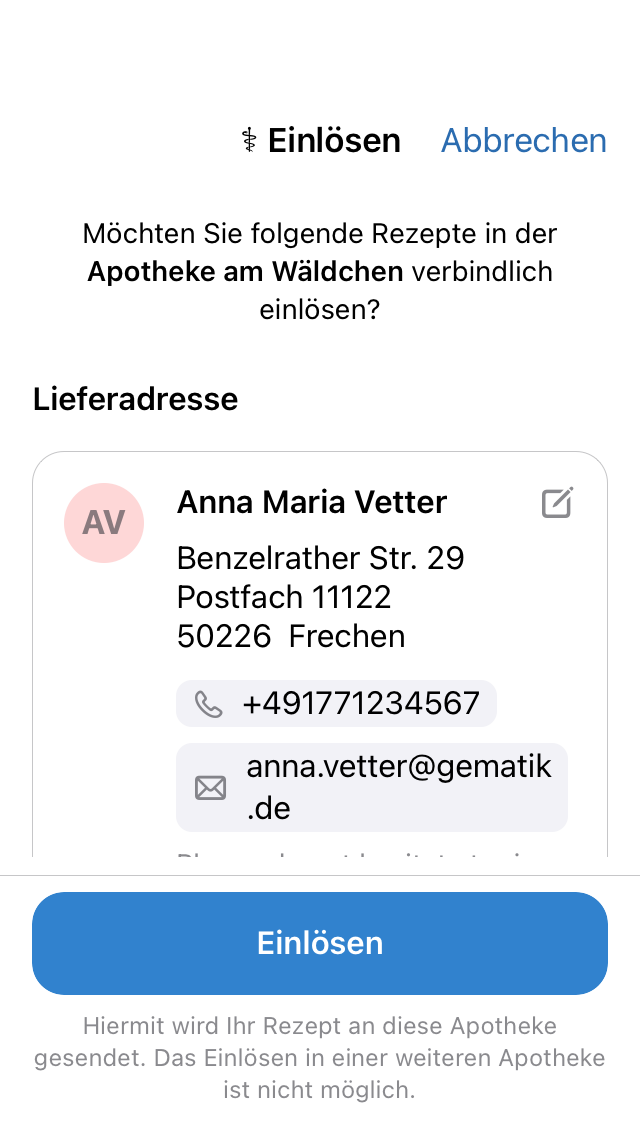 ⚕ Einlösen Abbrechen
Möchten Sie folgende Rezepte in der
Apotheke am Wäldchen verbindlich
einlösen?
Lieferadresse
AV
Anna Maria Vetter
Benzelrather Str. 29
Postfach 11122
50226 Frechen
+491771234567
anna.vetter@gematik
.de
Einlösen
Hiermit wird Ihr Rezept an diese Apotheke
gesendet. Das Einlösen in einer weiteren Apotheke
ist nicht möglich.